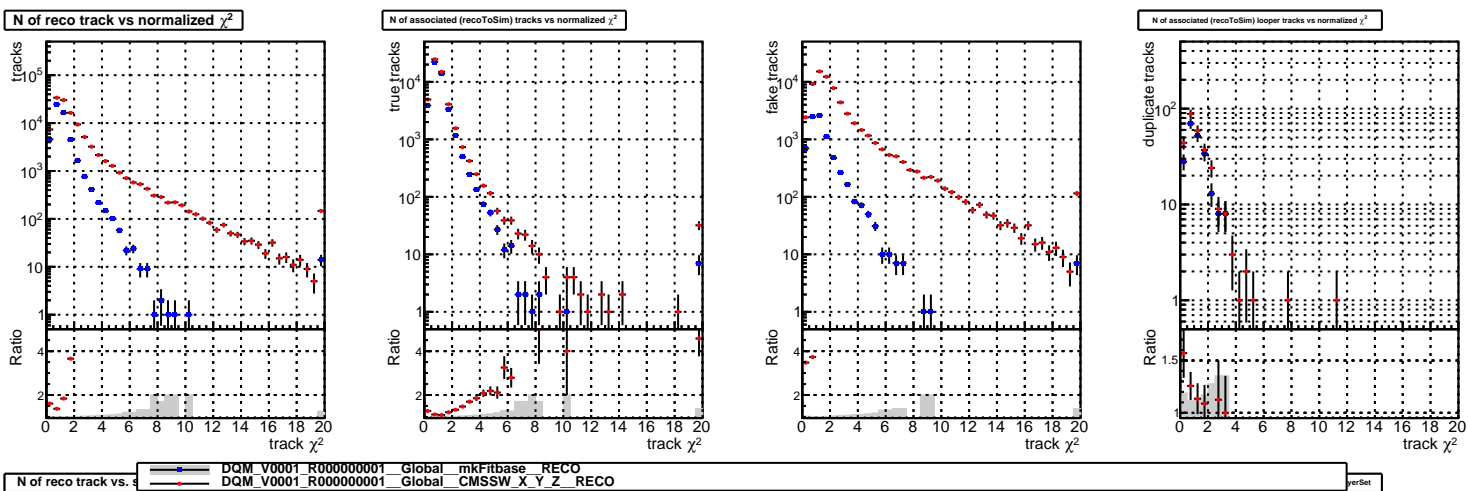 N of reco track vs normalized χ²
N of associated (recoToSim) tracks vs normalized χ²
N of associated (recoToSim) looper tracks vs normalized χ²
tracks
10⁵
10⁴
10³
10²
10
1
Ratio
4
2
0 2 4 6 8 10 12 14 16 18 20
track χ²
true tracks
10⁴
10³
10²
10
1
Ratio
4
2
0 2 4 6 8 10 12 14 16 18 20
track χ²
fake tracks
10⁴
10³
10²
10
1
Ratio
4
2
0 2 4 6 8 10 12 14 16 18 20
track χ²
duplicate tracks
10²
10
1
Ratio
1.5
1
0 2 4 6 8 10 12 14 16 18 20
track χ²
DQM_V0001_R000000001__Global__mkFitbase__RECO
DQM_V0001_R000000001__Global__CMSSW_X_Y_Z__RECO
N of reco track vs. s
yerSet